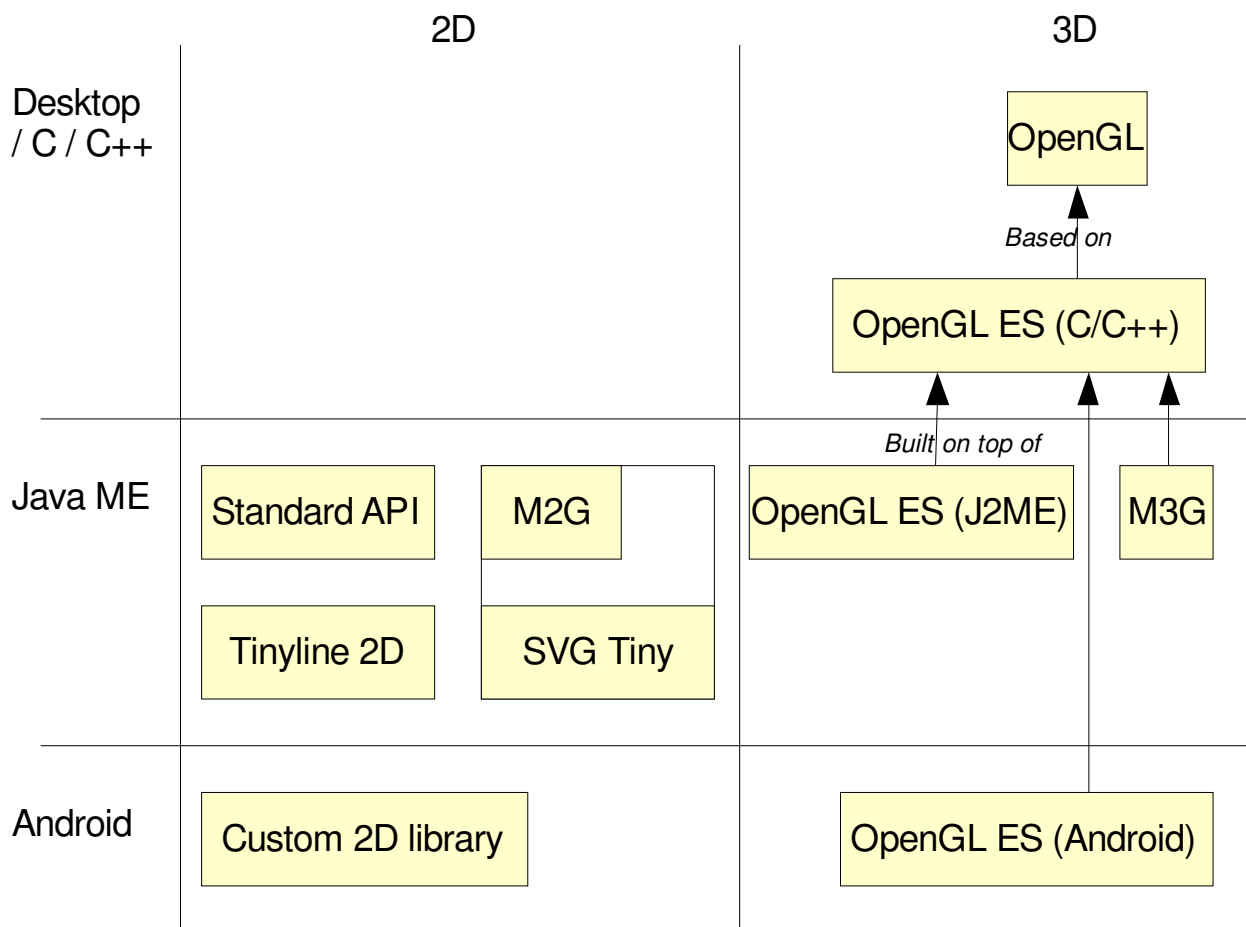 2D
3D
Desktop
/ C / C++
OpenGL
Based on
OpenGL ES (C/C++)
Built on top of
Java ME
Standard API
M2G
OpenGL ES (J2ME)
M3G
Tinyline 2D
SVG Tiny
Android
Custom 2D library
OpenGL ES (Android)